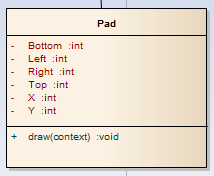 Pad
- Bottom :int
- Left :int
- Right :int
- Top :int
- X :int
- Y :int
+ draw(context) :void